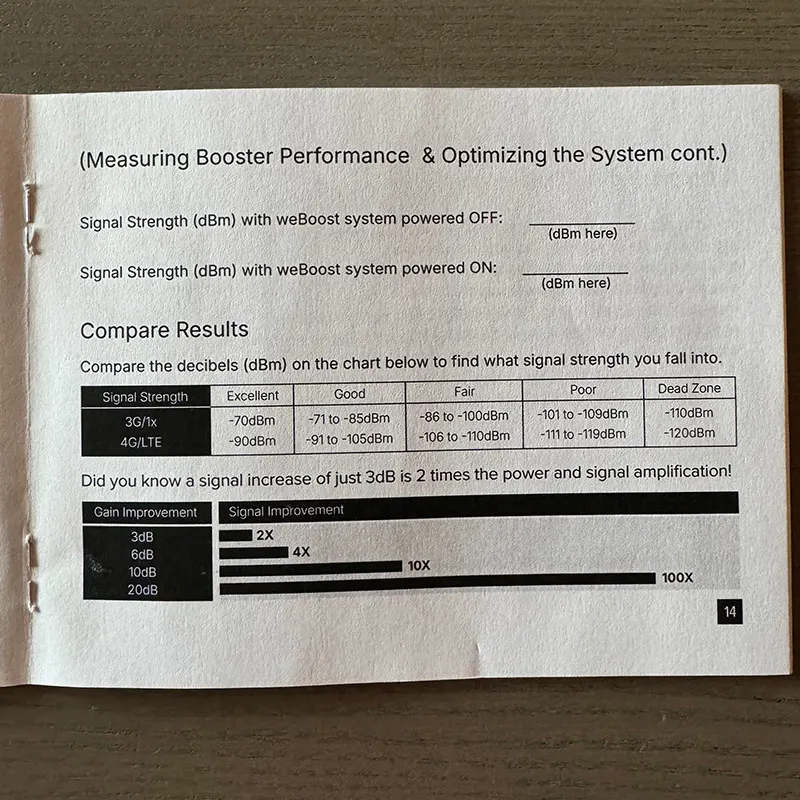 (Measuring Booster Performance & Optimizing the System cont.)
Signal Strength (dBm) with weBoost system powered OFF:
(dBm here)
Signal Strength (dBm) with weBoost system powered ON:
(dBm here)
Compare Results
Compare the decibels (dBm) on the chart below to find what signal strength you fall into.
Signal Strength Excellent Good Fair Poor Dead Zone
3G/1x -70dBm -71 to -85dBm -86 to -100dBm -101 to -109dBm -110dBm
4G/LTE -90dBm -91 to -105dBm -106 to -110dBm -111 to -119dBm -120dBm
Did you know a signal increase of just 3dB is 2 times the power and signal amplification!
Gain Improvement Signal Improvement
3dB 2X
6dB 4X
10dB 10X
20dB 100X
14